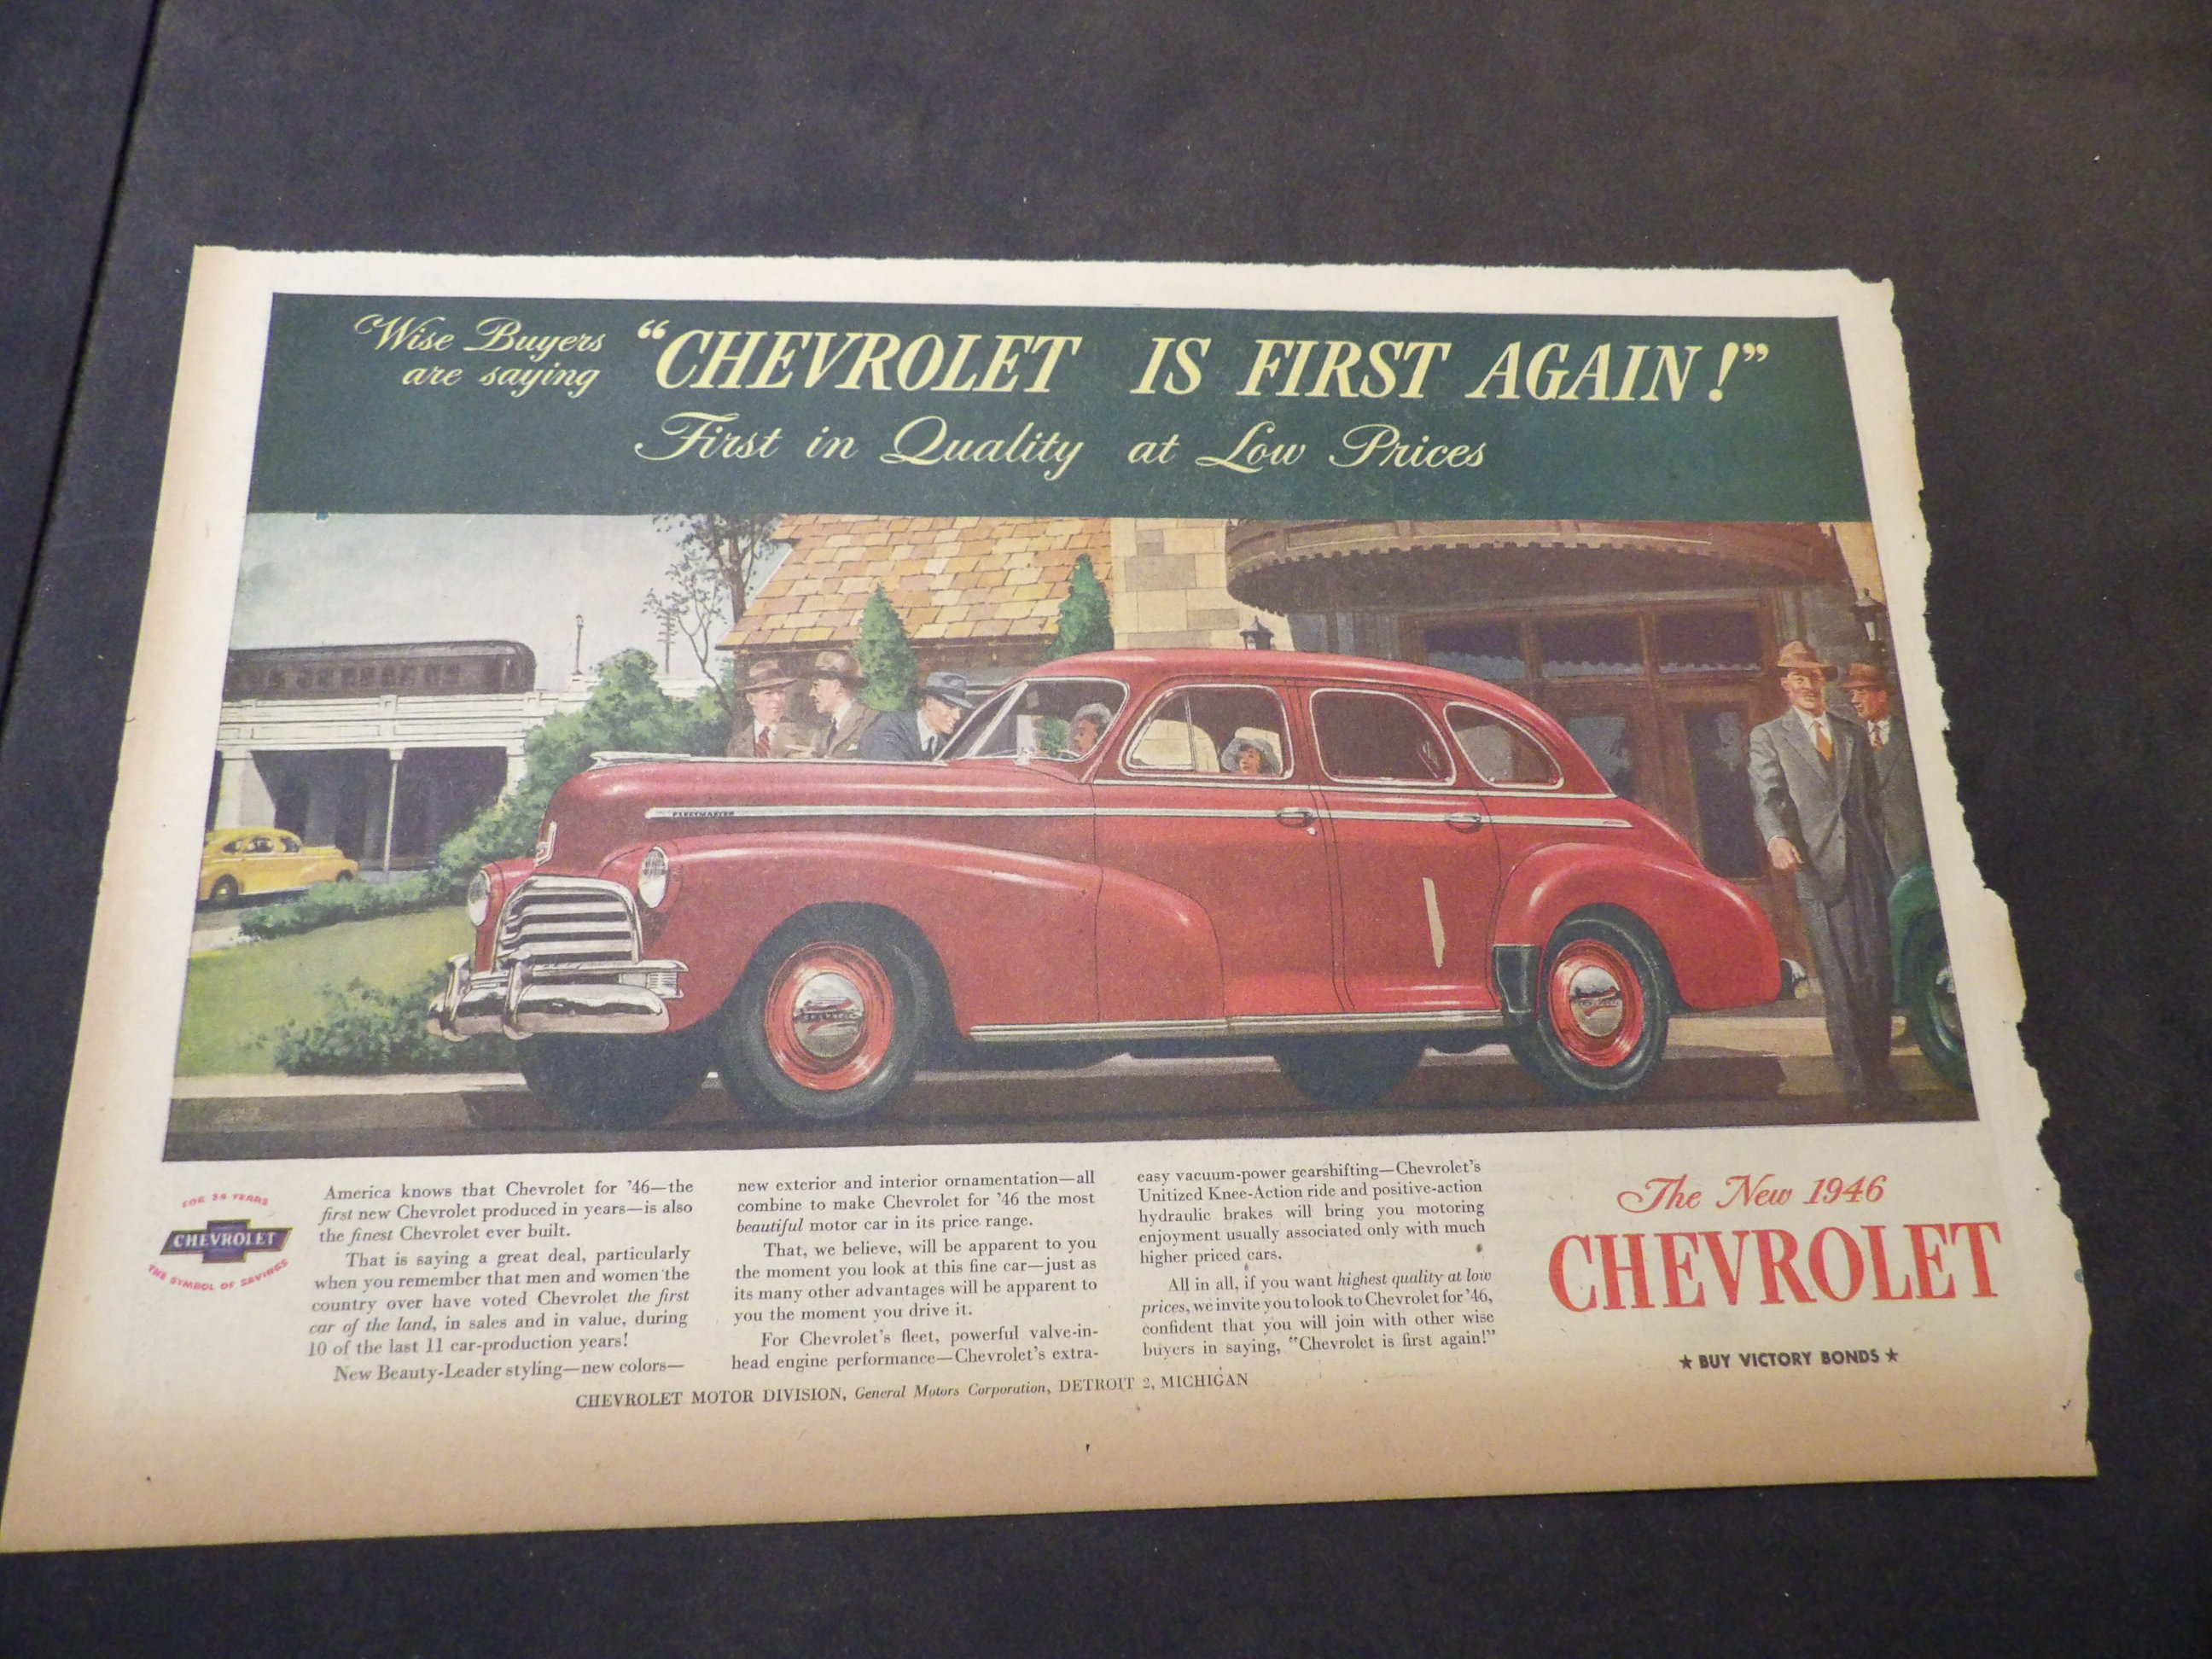 Wise Buyers
are saying
“CHEVROLET IS FIRST AGAIN!”
First in Quality at Low Prices
FLEETMASTER
CHEVROLET
FOR 34 YEARS
CHEVROLET
THE SYMBOL OF SAVINGS
America knows that Chevrolet for ’46—the
first new Chevrolet produced in years—is also
the finest Chevrolet ever built.
That is saying a great deal, particularly
when you remember that men and women the
country over have voted Chevrolet the first
car of the land, in sales and in value, during
10 of the last 11 car-production years!
New Beauty-Leader styling—new colors—
new exterior and interior ornamentation—all
combine to make Chevrolet for ’46 the most
beautiful motor car in its price range.
That, we believe, will be apparent to you
the moment you look at this fine car—just as
its many other advantages will be apparent to
you the moment you drive it.
For Chevrolet’s fleet, powerful valve-in-
head engine performance—Chevrolet’s extra-
easy vacuum-power gearshifting—Chevrolet’s
Unitized Knee-Action ride and positive-action
hydraulic brakes will bring you motoring
enjoyment usually associated only with much
higher priced cars.
All in all, if you want highest quality at low
prices, we invite you to look to Chevrolet for ’46,
confident that you will join with other wise
buyers in saying, “Chevrolet is first again!”
The New 1946
CHEVROLET
★ BUY VICTORY BONDS ★
CHEVROLET MOTOR DIVISION, General Motors Corporation, DETROIT 2, MICHIGAN